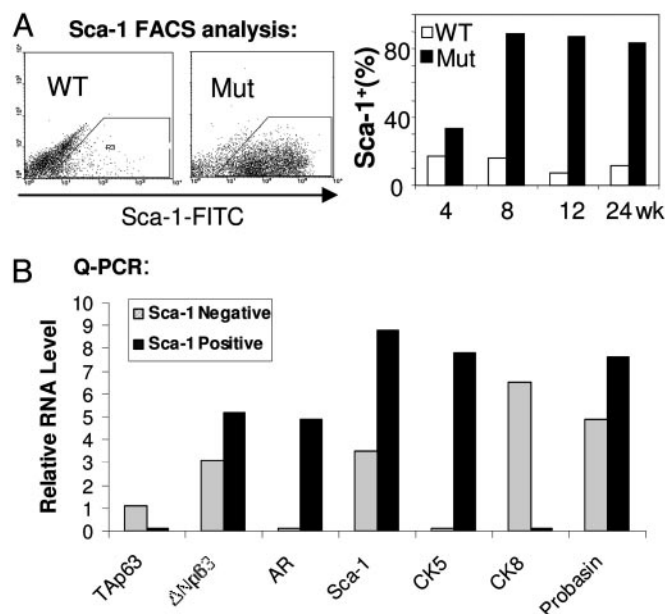 A Sca-1 FACS analysis:
WT
Mut
R3
Sca-1-FITC
Sca-1+(%)
80
40
0
WT
Mut
4 8 12 24 wk
B Q-PCR:
Relative RNA Level
10
9
8
7
6
5
4
3
2
1
0
Sca-1 Negative
Sca-1 Positive
TAp63
ΔNp63
AR
Sca-1
CK5
CK8
Probasin